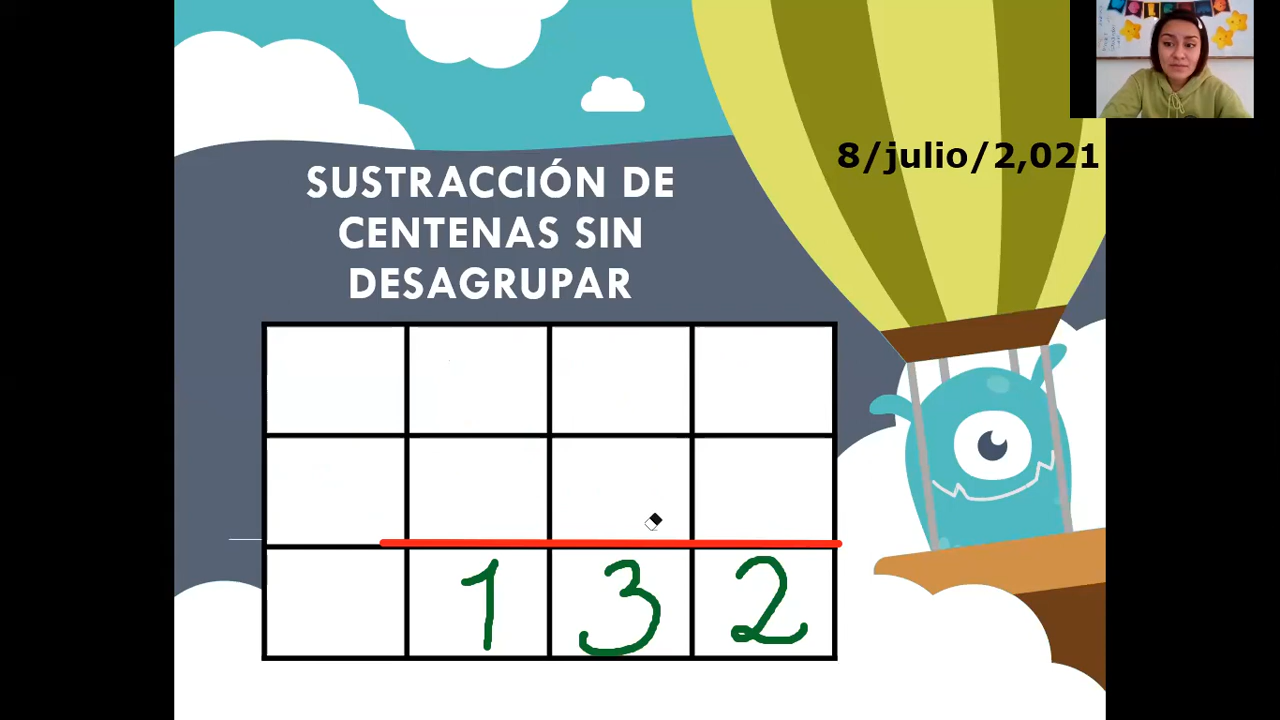 8/julio/2,021
SUSTRACCIÓN DE
CENTENAS SIN
DESAGRUPAR
1 3 2